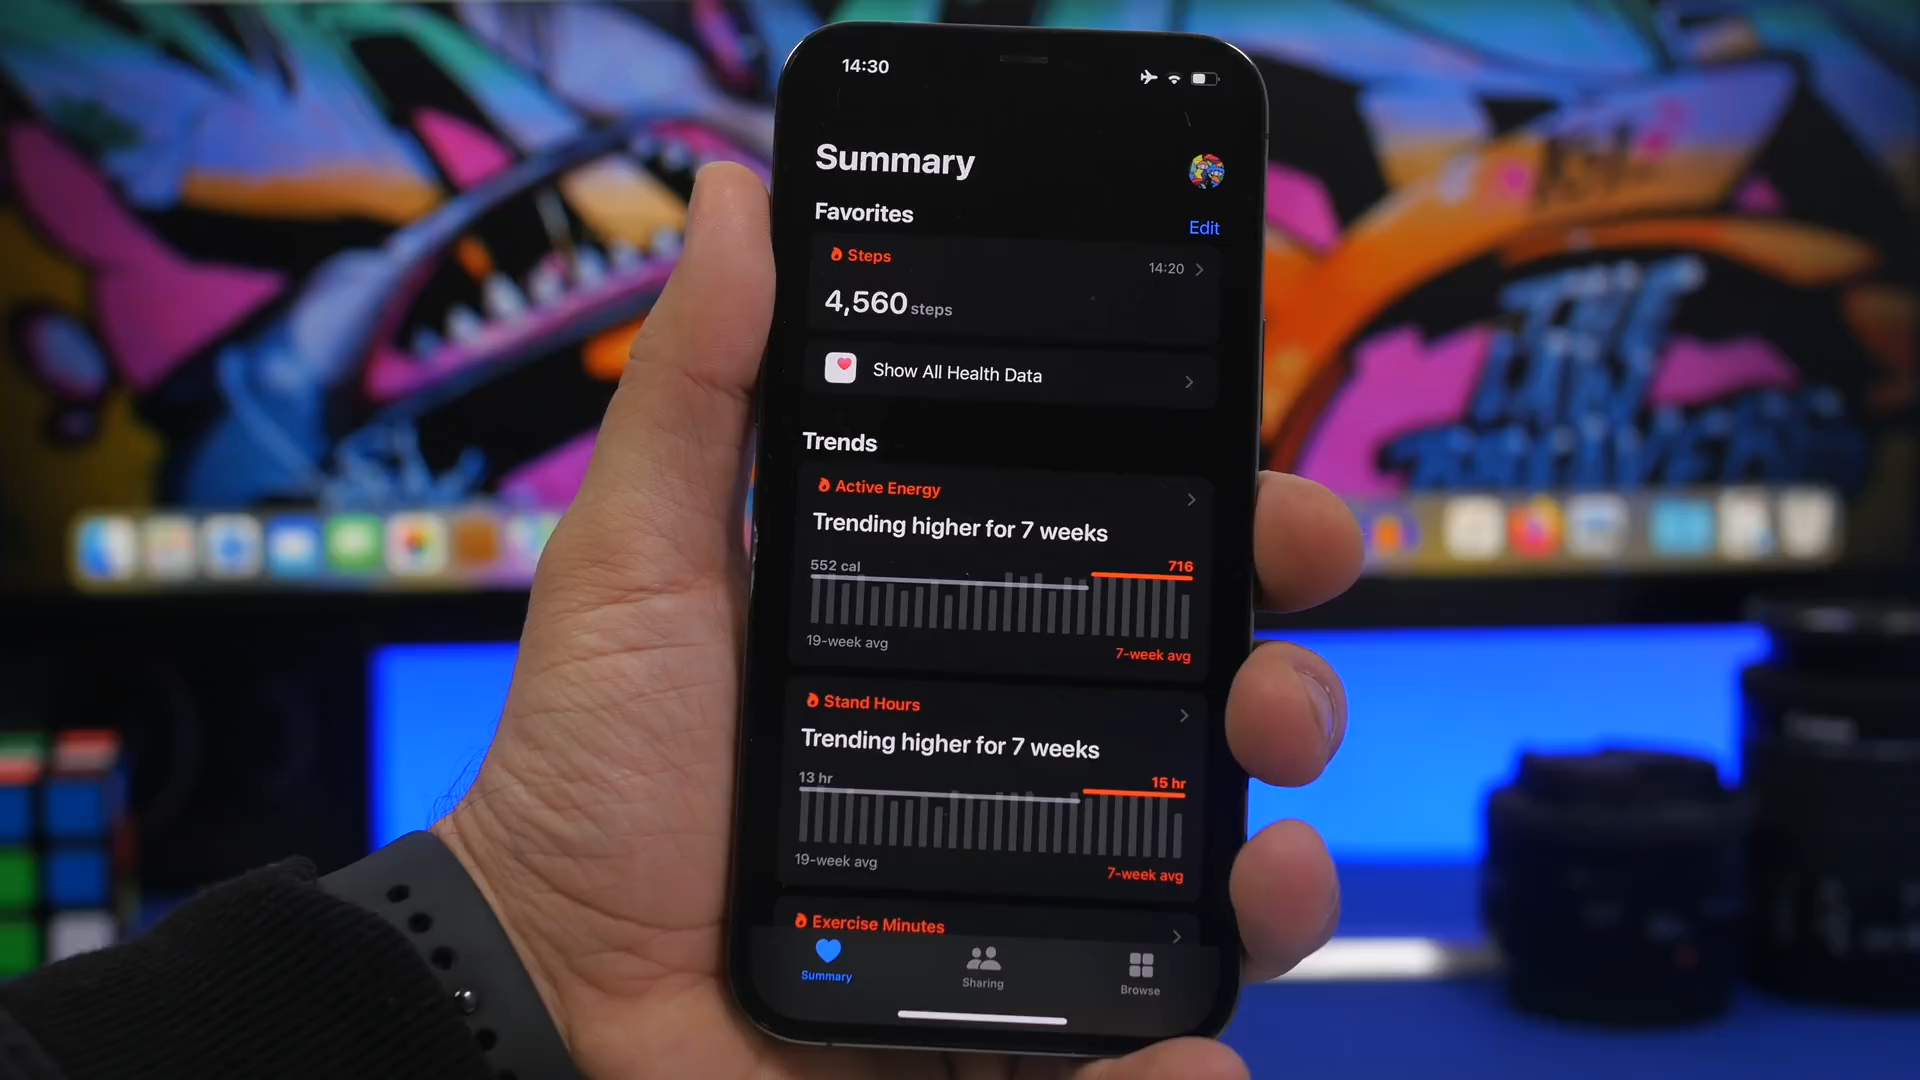 14:30
Summary
Favorites
Edit
Steps
14:20
4,560 steps
Show All Health Data
Trends
Active Energy
Trending higher for 7 weeks
552 cal
716
19-week avg
7-week avg
Stand Hours
Trending higher for 7 weeks
13 hr
15 hr
19-week avg
7-week avg
Exercise Minutes
Summary
Sharing
Browse